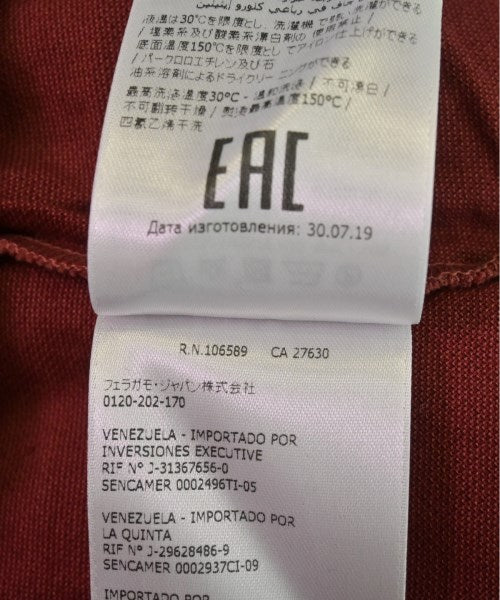 液温は30℃を限度とし、洗濯機で
/ 塩素系及び酸素系漂白剤の使用禁止 /
底面温度150℃を限度としてアイロン仕上げができる
/ パークロロエチレン及び石
油系溶剤によるドライクリーニングができる
最高洗涤温度30℃ - 温和洗涤 / 不可漂白 /
不可翻转干燥 / 熨烫最高温度150℃ /
四氯乙烯干洗
EAC
Дата изготовления: 30.07.19
R.N.106589 CA 27630
フェラガモ・ジャパン株式会社
0120-202-170
VENEZUELA - IMPORTADO POR
INVERSIONES EXECUTIVE
RIF Nº J-31367656-0
SENCAMER 0002496TI-05
VENEZUELA - IMPORTADO POR
LA QUINTA
RIF Nº J-29628486-9
SENCAMER 0002937CI-09
IMPORTADO POR